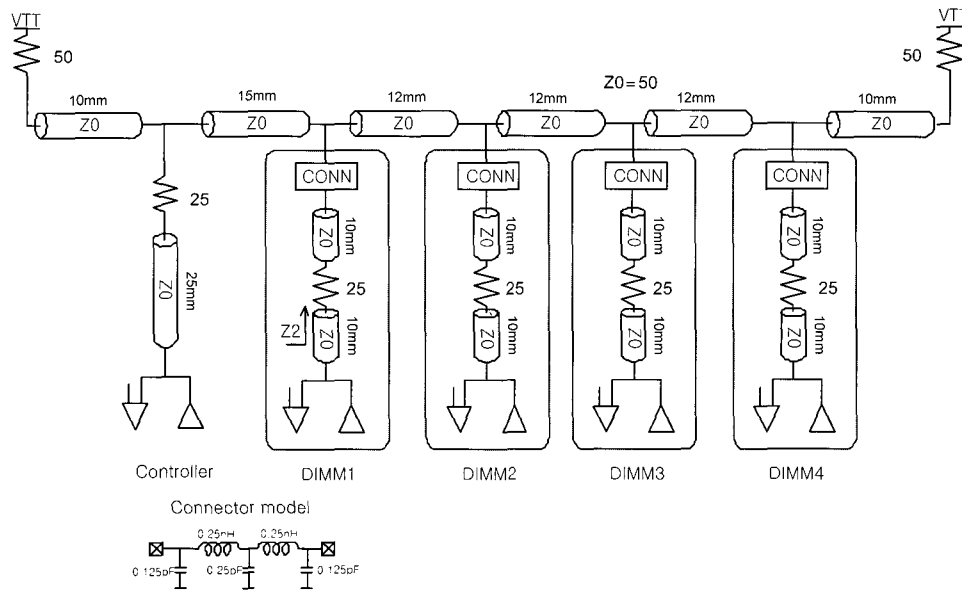 VTT
VTT
50
50
Z0=50
10mm
15mm
12mm
12mm
12mm
10mm
Z0
Z0
Z0
Z0
Z0
Z0
CONN
CONN
CONN
CONN
25
Z0
10mm
Z0
10mm
Z0
10mm
Z0
10mm
25
25
25
25
Z0
25mm
Z2
Z0
10mm
Z0
10mm
Z0
10mm
Z0
10mm
Controller
DIMM1
DIMM2
DIMM3
DIMM4
Connector model
0.25nH
0.25nH
0.125pF
0.25pF
0.125pF